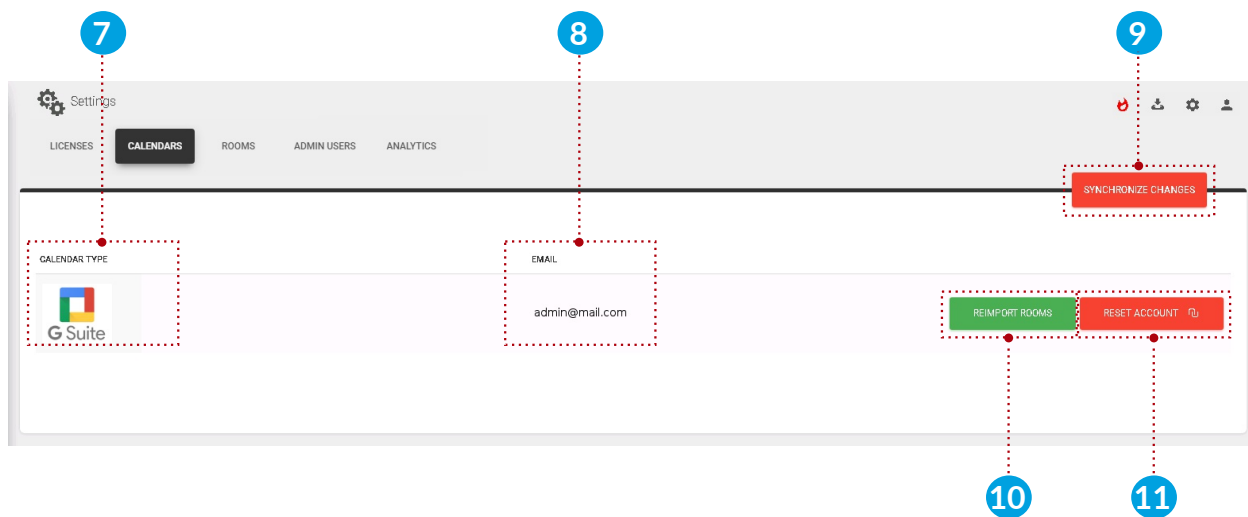 7 8 9
Settings
LICENSES CALENDARS ROOMS ADMIN USERS ANALYTICS
SYNCHRONIZE CHANGES
CALENDAR TYPE EMAIL
G Suite admin@mail.com REIMPORT ROOMS RESET ACCOUNT
10 11